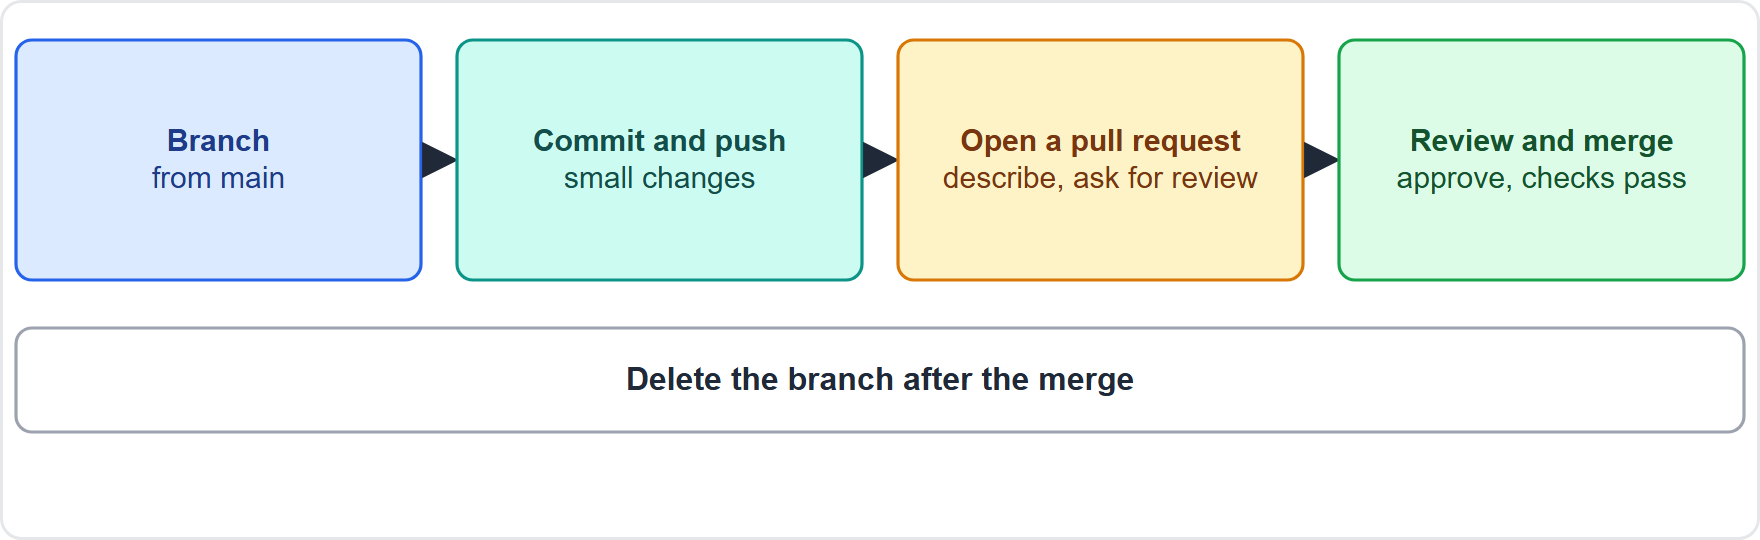 Branch
from main
Commit and push
small changes
Open a pull request
describe, ask for review
Review and merge
approve, checks pass
Delete the branch after the merge